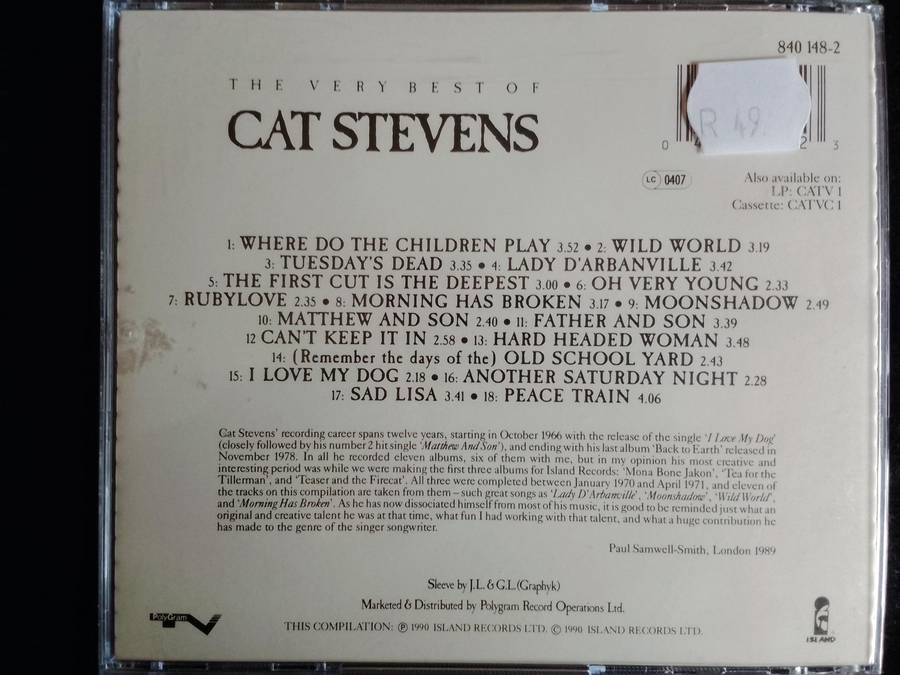 840 148-2
THE VERY BEST OF
CAT STEVENS
R 49.
0 4 2 3
LC 0407
Also available on:
LP: CATV 1
Cassette: CATVC 1
1: WHERE DO THE CHILDREN PLAY 3.52 • 2: WILD WORLD 3.19
3: TUESDAY'S DEAD 3.35 • 4: LADY D'ARBANVILLE 3.42
5: THE FIRST CUT IS THE DEEPEST 3.00 • 6: OH VERY YOUNG 2.33
7: RUBYLOVE 2.35 • 8: MORNING HAS BROKEN 3.17 • 9: MOONSHADOW 2.49
10: MATTHEW AND SON 2.40 • 11: FATHER AND SON 3.39
12 CAN'T KEEP IT IN 2.58 • 13: HARD HEADED WOMAN 3.48
14: (Remember the days of the) OLD SCHOOL YARD 2.43
15: I LOVE MY DOG 2.18 • 16: ANOTHER SATURDAY NIGHT 2.28
17: SAD LISA 3.41 • 18: PEACE TRAIN 4.06
Cat Stevens' recording career spans twelve years, starting in October 1966 with the release of the single 'I Love My Dog'
(closely followed by his number 2 hit single 'Matthew And Son'), and ending with his last album 'Back to Earth' released in
November 1978. In all he recorded eleven albums, six of them with me, but in my opinion his most creative and
interesting period was while we were making the first three albums for Island Records: 'Mona Bone Jakon', 'Tea for the
Tillerman', and 'Teaser and the Firecat'. All three were completed between January 1970 and April 1971, and eleven of
the tracks on this compilation are taken from them – such great songs as 'Lady D'Arbanville', 'Moonshadow', 'Wild World',
and 'Morning Has Broken'. As he has now dissociated himself from most of his music, it is good to be reminded just what an
original and creative talent he was at that time, what fun I had working with that talent, and what a huge contribution he
has made to the genre of the singer songwriter.
Paul Samwell-Smith, London 1989
Sleeve by J.L. & G.L. (Graphyk)
Marketed & Distributed by Polygram Record Operations Ltd.
THIS COMPILATION: ℗ 1990 ISLAND RECORDS LTD. © 1990 ISLAND RECORDS LTD.
PolyGram TV
ISLAND